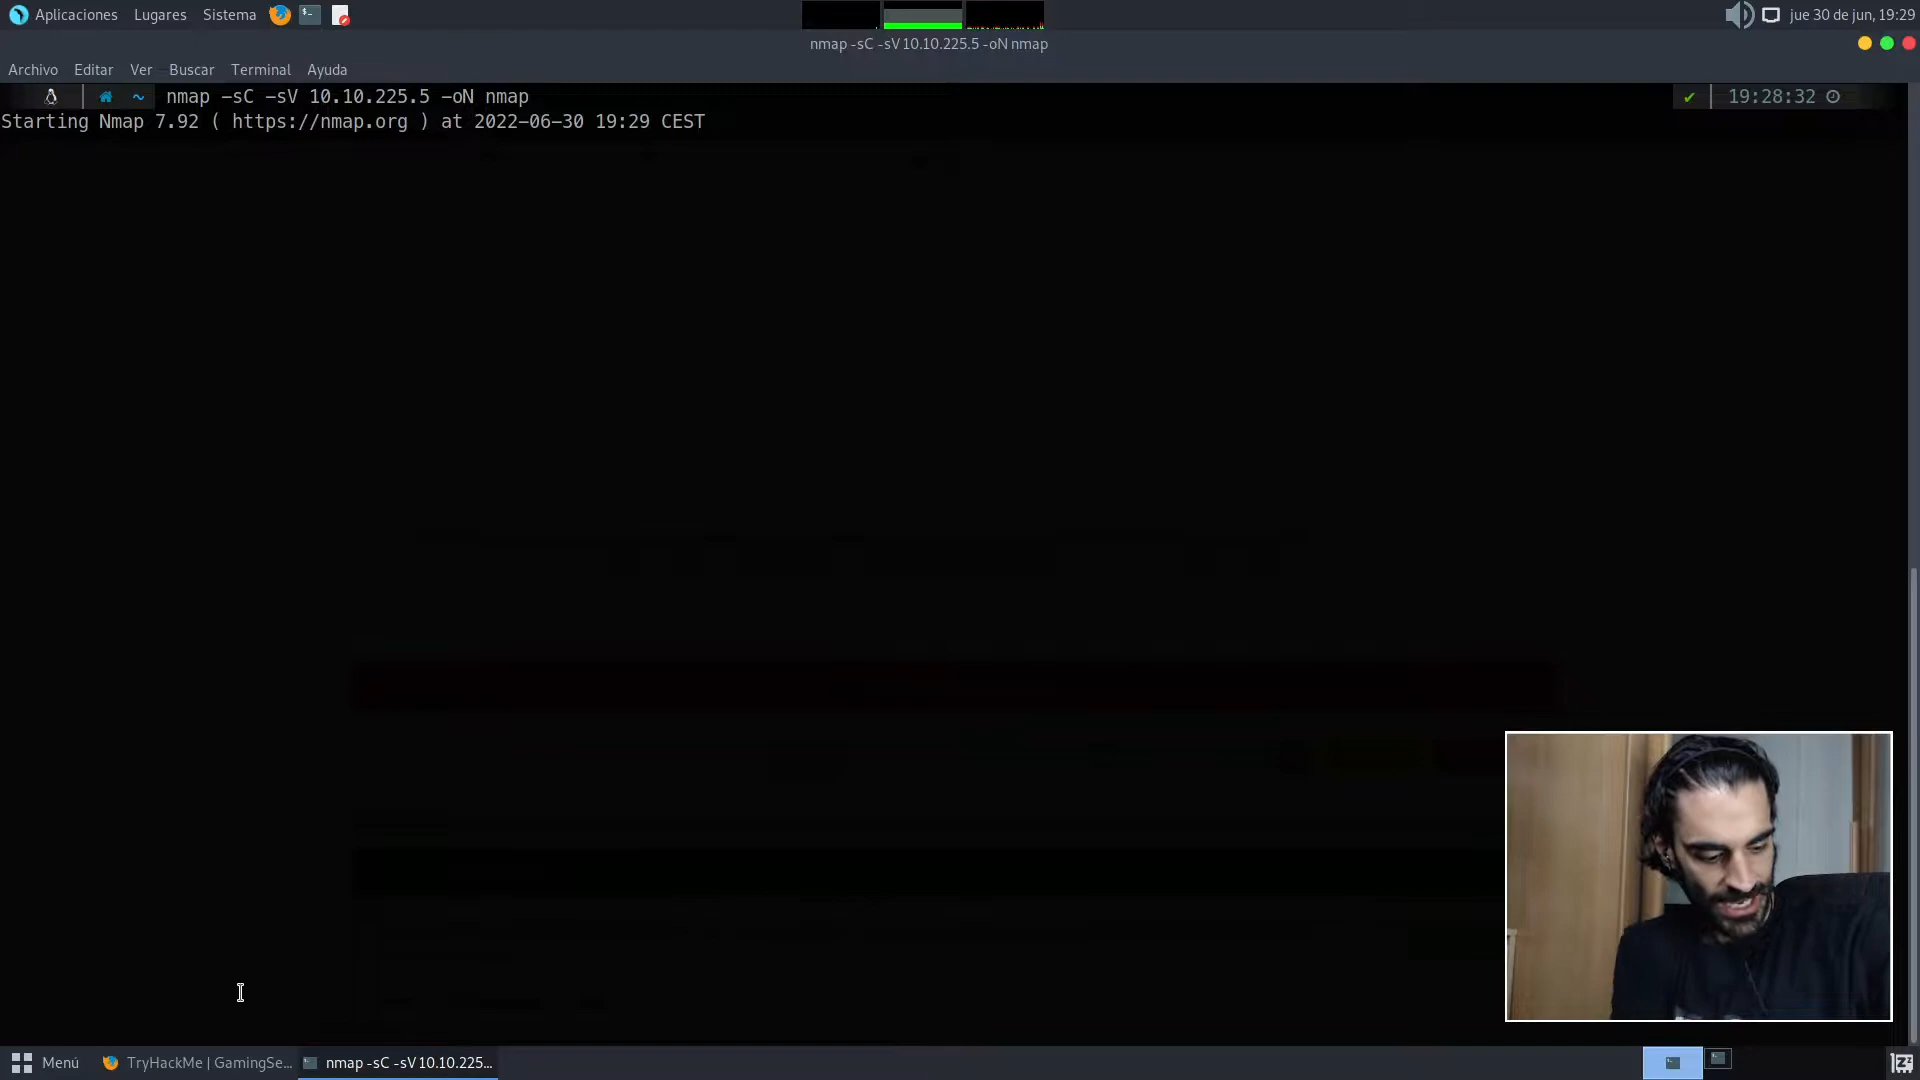 Aplicaciones Lugares Sistema
jue 30 de jun, 19:29
nmap -sC -sV 10.10.225.5 -oN nmap
Archivo Editar Ver Buscar Terminal Ayuda
~ nmap -sC -sV 10.10.225.5 -oN nmap
✔ 19:28:32
Starting Nmap 7.92 ( https://nmap.org ) at 2022-06-30 19:29 CEST
Menú TryHackMe | GamingSe... nmap -sC -sV 10.10.225...